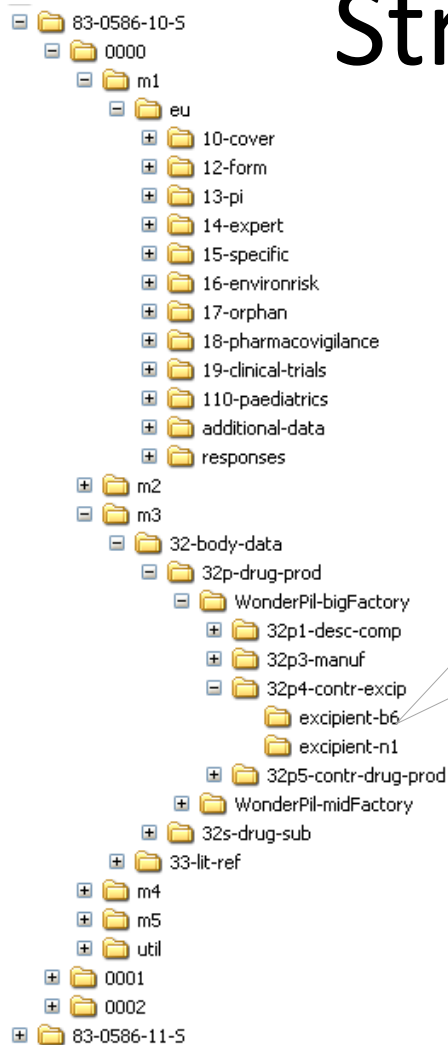 Str
83-0586-10-S
0000
m1
eu
10-cover
12-form
13-pi
14-expert
15-specific
16-environrisk
17-orphan
18-pharmacovigilance
19-clinical-trials
110-paediatrics
additional-data
responses
m2
m3
32-body-data
32p-drug-prod
WonderPil-bigFactory
32p1-desc-comp
32p3-manuf
32p4-contr-excip
excipient-b6
excipient-n1
32p5-contr-drug-prod
WonderPil-midFactory
32s-drug-sub
33-lit-ref
m4
m5
util
0001
0002
83-0586-11-S